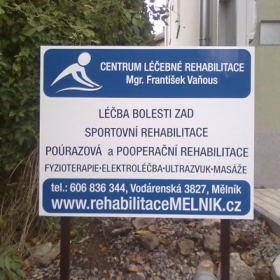 CENTRUM LÉČEBNÉ REHABILITACE
Mgr. František Vaňous
LÉČBA BOLESTI ZAD
SPORTOVNÍ REHABILITACE
POÚRAZOVÁ a POOPERAČNÍ REHABILITACE
FYZIOTERAPIE•ELEKTROLÉČBA•ULTRAZVUK•MASÁŽE
tel.: 606 836 344, Vodárenská 3827, Mělník
www.rehabilitaceMELNIK.cz